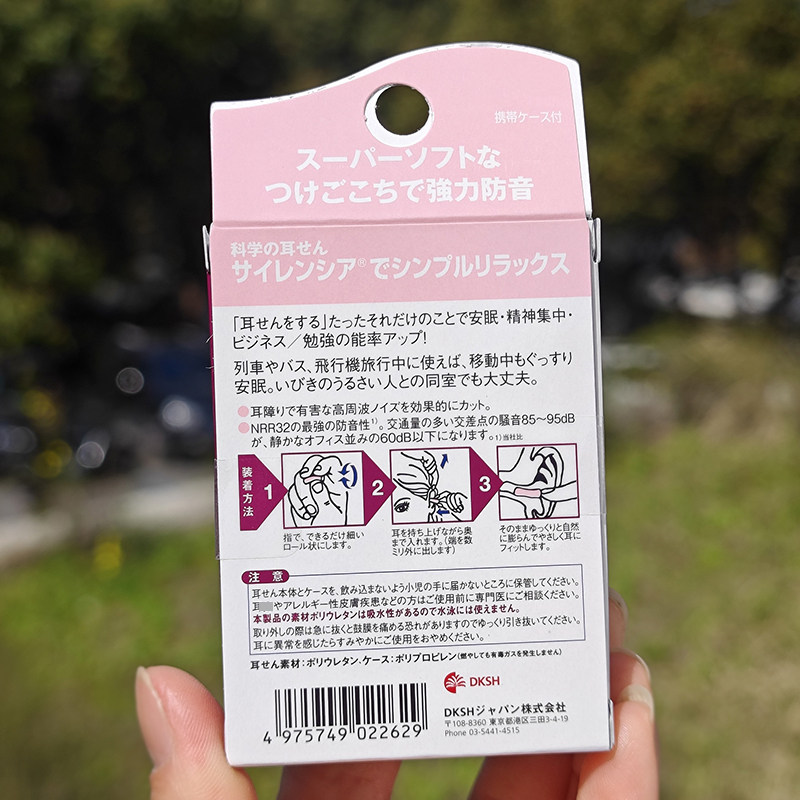 携帯ケース付
スーパーソフトな
つけごこちで強力防音
科学の耳せん
サイレンシア®でシンプルリラックス
「耳せんをする」たったそれだけのことで安眠・精神集中・
ビジネス／勉強の能率アップ!
列車やバス、飛行機旅行中に使えば、移動中もぐっすり
安眠。いびきのうるさい人との同室でも大丈夫。
●耳障りで有害な高周波ノイズを効果的にカット。
●NRR32の最強の防音性1)。交通量の多い交差点の騒音85～95dB
が、静かなオフィス並みの60dB以下になります。1)当社比
装着方法
1
2
3
指で、できるだけ細い
ロール状にします。
耳を持ち上げながら奥
まで入れます。(端を数
ミリ外に出します)
そのままゆっくりと自然
に膨らんでやさしく耳に
フィットします。
注意
耳せん本体とケースを、飲み込まないよう小児の手に届かないところに保管してください。
やアレルギー性皮膚疾患などの方はご使用前に専門医にご相談ください。
本製品の素材ポリウレタンは吸水性があるので水泳には使えません。
取り外しの際は急に抜くと鼓膜を痛める恐れがありますのでゆっくり引き抜いてください。
耳に異常を感じたらすみやかにご使用をおやめください。
耳せん素材：ポリウレタン、ケース：ポリプロピレン(燃やしても有毒ガスを発生しません)
DKSH
DKSHジャパン株式会社
〒108-8360 東京都港区三田3-4-19
Phone 03-5441-4515
4 975749 022629